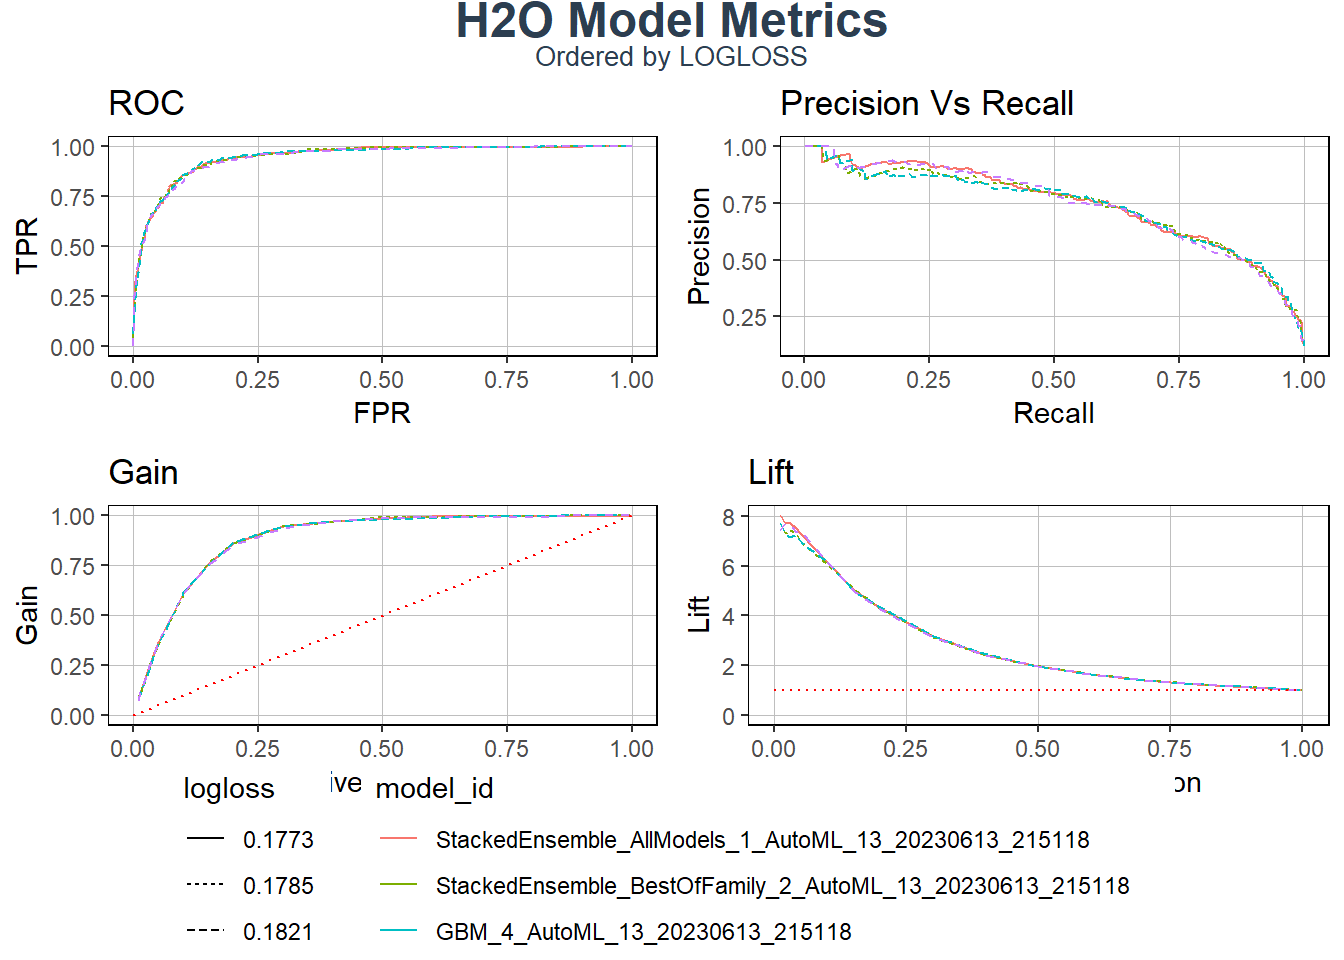 H2O Model Metrics
Ordered by LOGLOSS
ROC
1.00
0.75
0.50
0.25
0.00
TPR
0.00 0.25 0.50 0.75 1.00
FPR
Precision Vs Recall
1.00
0.75
0.50
0.25
Precision
0.00 0.25 0.50 0.75 1.00
Recall
Gain
1.00
0.75
0.50
0.25
0.00
Gain
0.00 0.25 0.50 0.75 1.00
Lift
8
6
4
2
0
Lift
0.00 0.25 0.50 0.75 1.00
logloss ive model_id on
0.1773 StackedEnsemble_AllModels_1_AutoML_13_20230613_215118
0.1785 StackedEnsemble_BestOfFamily_2_AutoML_13_20230613_215118
0.1821 GBM_4_AutoML_13_20230613_215118